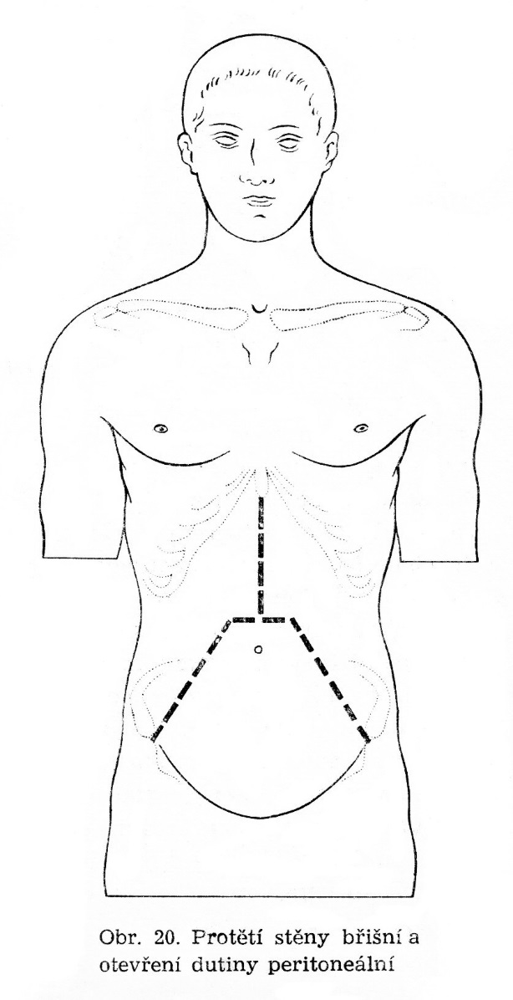 Obr. 20. Protětí stěny břišní a
otevření dutiny peritoneální